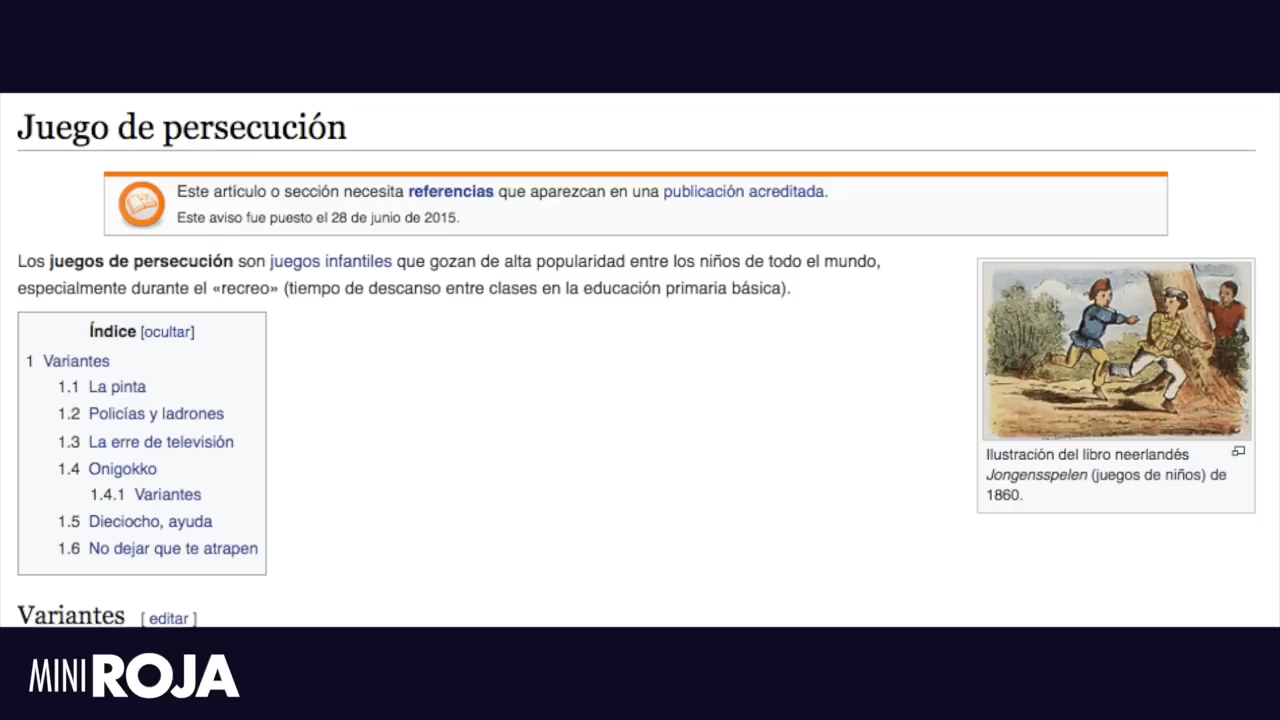 Juego de persecución
Este artículo o sección necesita referencias que aparezcan en una publicación acreditada.
Este aviso fue puesto el 28 de junio de 2015.
Los juegos de persecución son juegos infantiles que gozan de alta popularidad entre los niños de todo el mundo,
especialmente durante el «recreo» (tiempo de descanso entre clases en la educación primaria básica).
Índice [ocultar]
1 Variantes
1.1 La pinta
1.2 Policías y ladrones
1.3 La erre de televisión
1.4 Onigokko
1.4.1 Variantes
1.5 Dieciocho, ayuda
1.6 No dejar que te atrapen
Ilustración del libro neerlandés
Jongensspelen (juegos de niños) de
1860.
Variantes [ editar ]
MINI ROJA